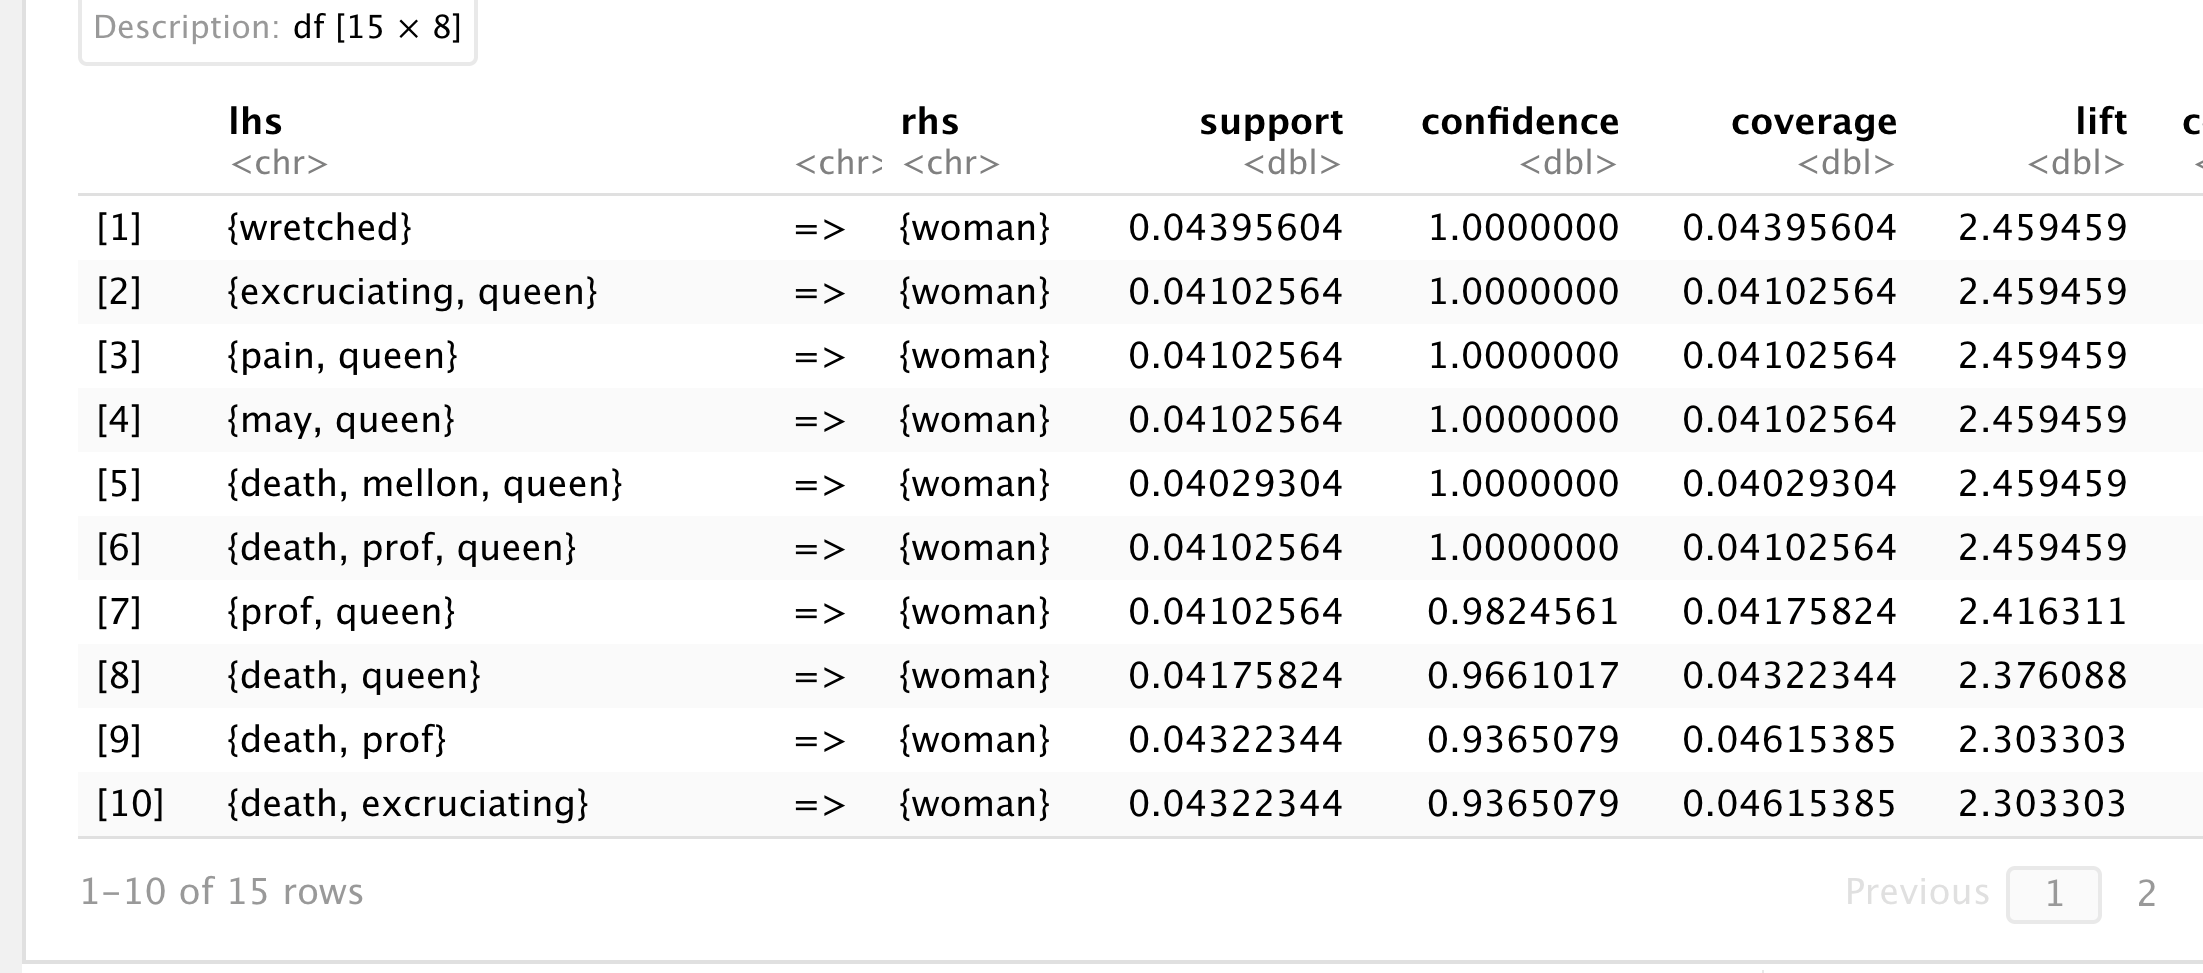 Description: df [15 × 8]
lhs rhs support confidence coverage lift
<chr> <chr> <chr> <dbl> <dbl> <dbl> <dbl>
[1] {wretched} => {woman} 0.04395604 1.0000000 0.04395604 2.459459
[2] {excruciating, queen} => {woman} 0.04102564 1.0000000 0.04102564 2.459459
[3] {pain, queen} => {woman} 0.04102564 1.0000000 0.04102564 2.459459
[4] {may, queen} => {woman} 0.04102564 1.0000000 0.04102564 2.459459
[5] {death, mellon, queen} => {woman} 0.04029304 1.0000000 0.04029304 2.459459
[6] {death, prof, queen} => {woman} 0.04102564 1.0000000 0.04102564 2.459459
[7] {prof, queen} => {woman} 0.04102564 0.9824561 0.04175824 2.416311
[8] {death, queen} => {woman} 0.04175824 0.9661017 0.04322344 2.376088
[9] {death, prof} => {woman} 0.04322344 0.9365079 0.04615385 2.303303
[10] {death, excruciating} => {woman} 0.04322344 0.9365079 0.04615385 2.303303
1-10 of 15 rows Previous 1 2